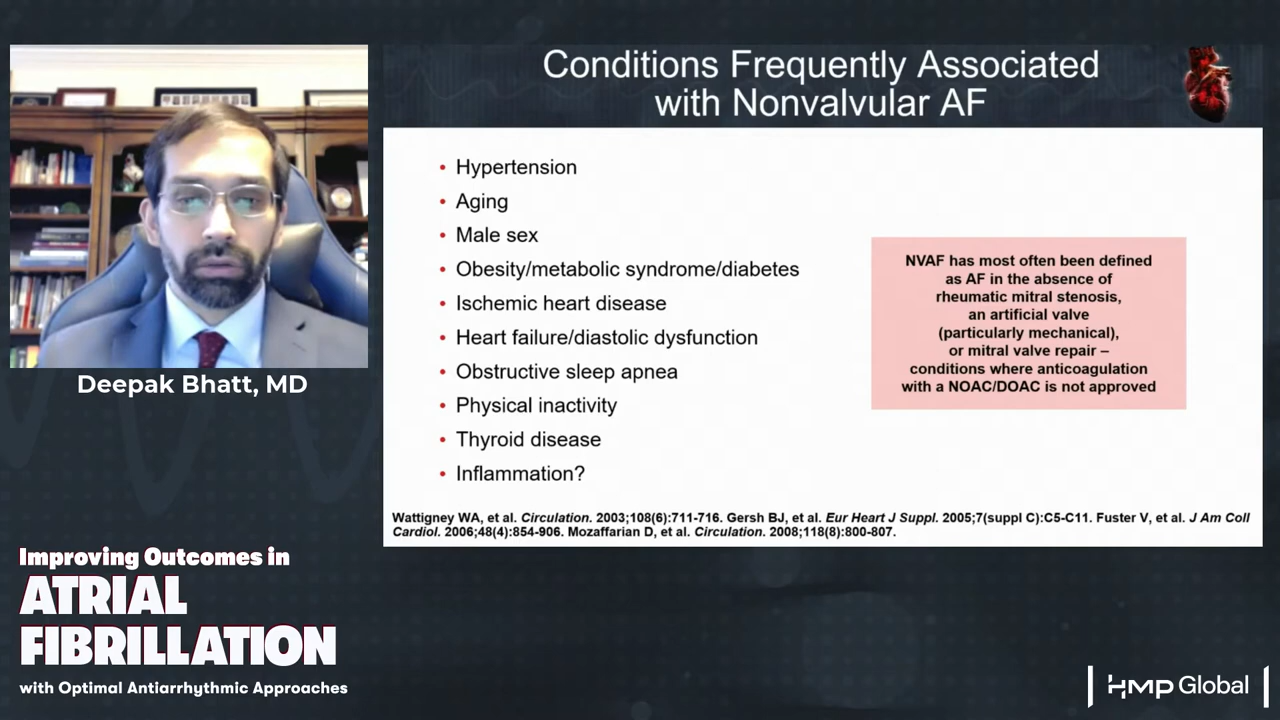 Conditions Frequently Associated
with Nonvalvular AF
• Hypertension
• Aging
• Male sex
• Obesity/metabolic syndrome/diabetes
• Ischemic heart disease
• Heart failure/diastolic dysfunction
• Obstructive sleep apnea
• Physical inactivity
• Thyroid disease
• Inflammation?
NVAF has most often been defined
as AF in the absence of
rheumatic mitral stenosis,
an artificial valve
(particularly mechanical),
or mitral valve repair –
conditions where anticoagulation
with a NOAC/DOAC is not approved
Wattigney WA, et al. Circulation. 2003;108(6):711-716. Gersh BJ, et al. Eur Heart J Suppl. 2005;7(suppl C):C5-C11. Fuster V, et al. J Am Coll
Cardiol. 2006;48(4):854-906. Mozaffarian D, et al. Circulation. 2008;118(8):800-807.
Deepak Bhatt, MD
Improving Outcomes in
ATRIAL
FIBRILLATION
with Optimal Antiarrhythmic Approaches
HMP Global